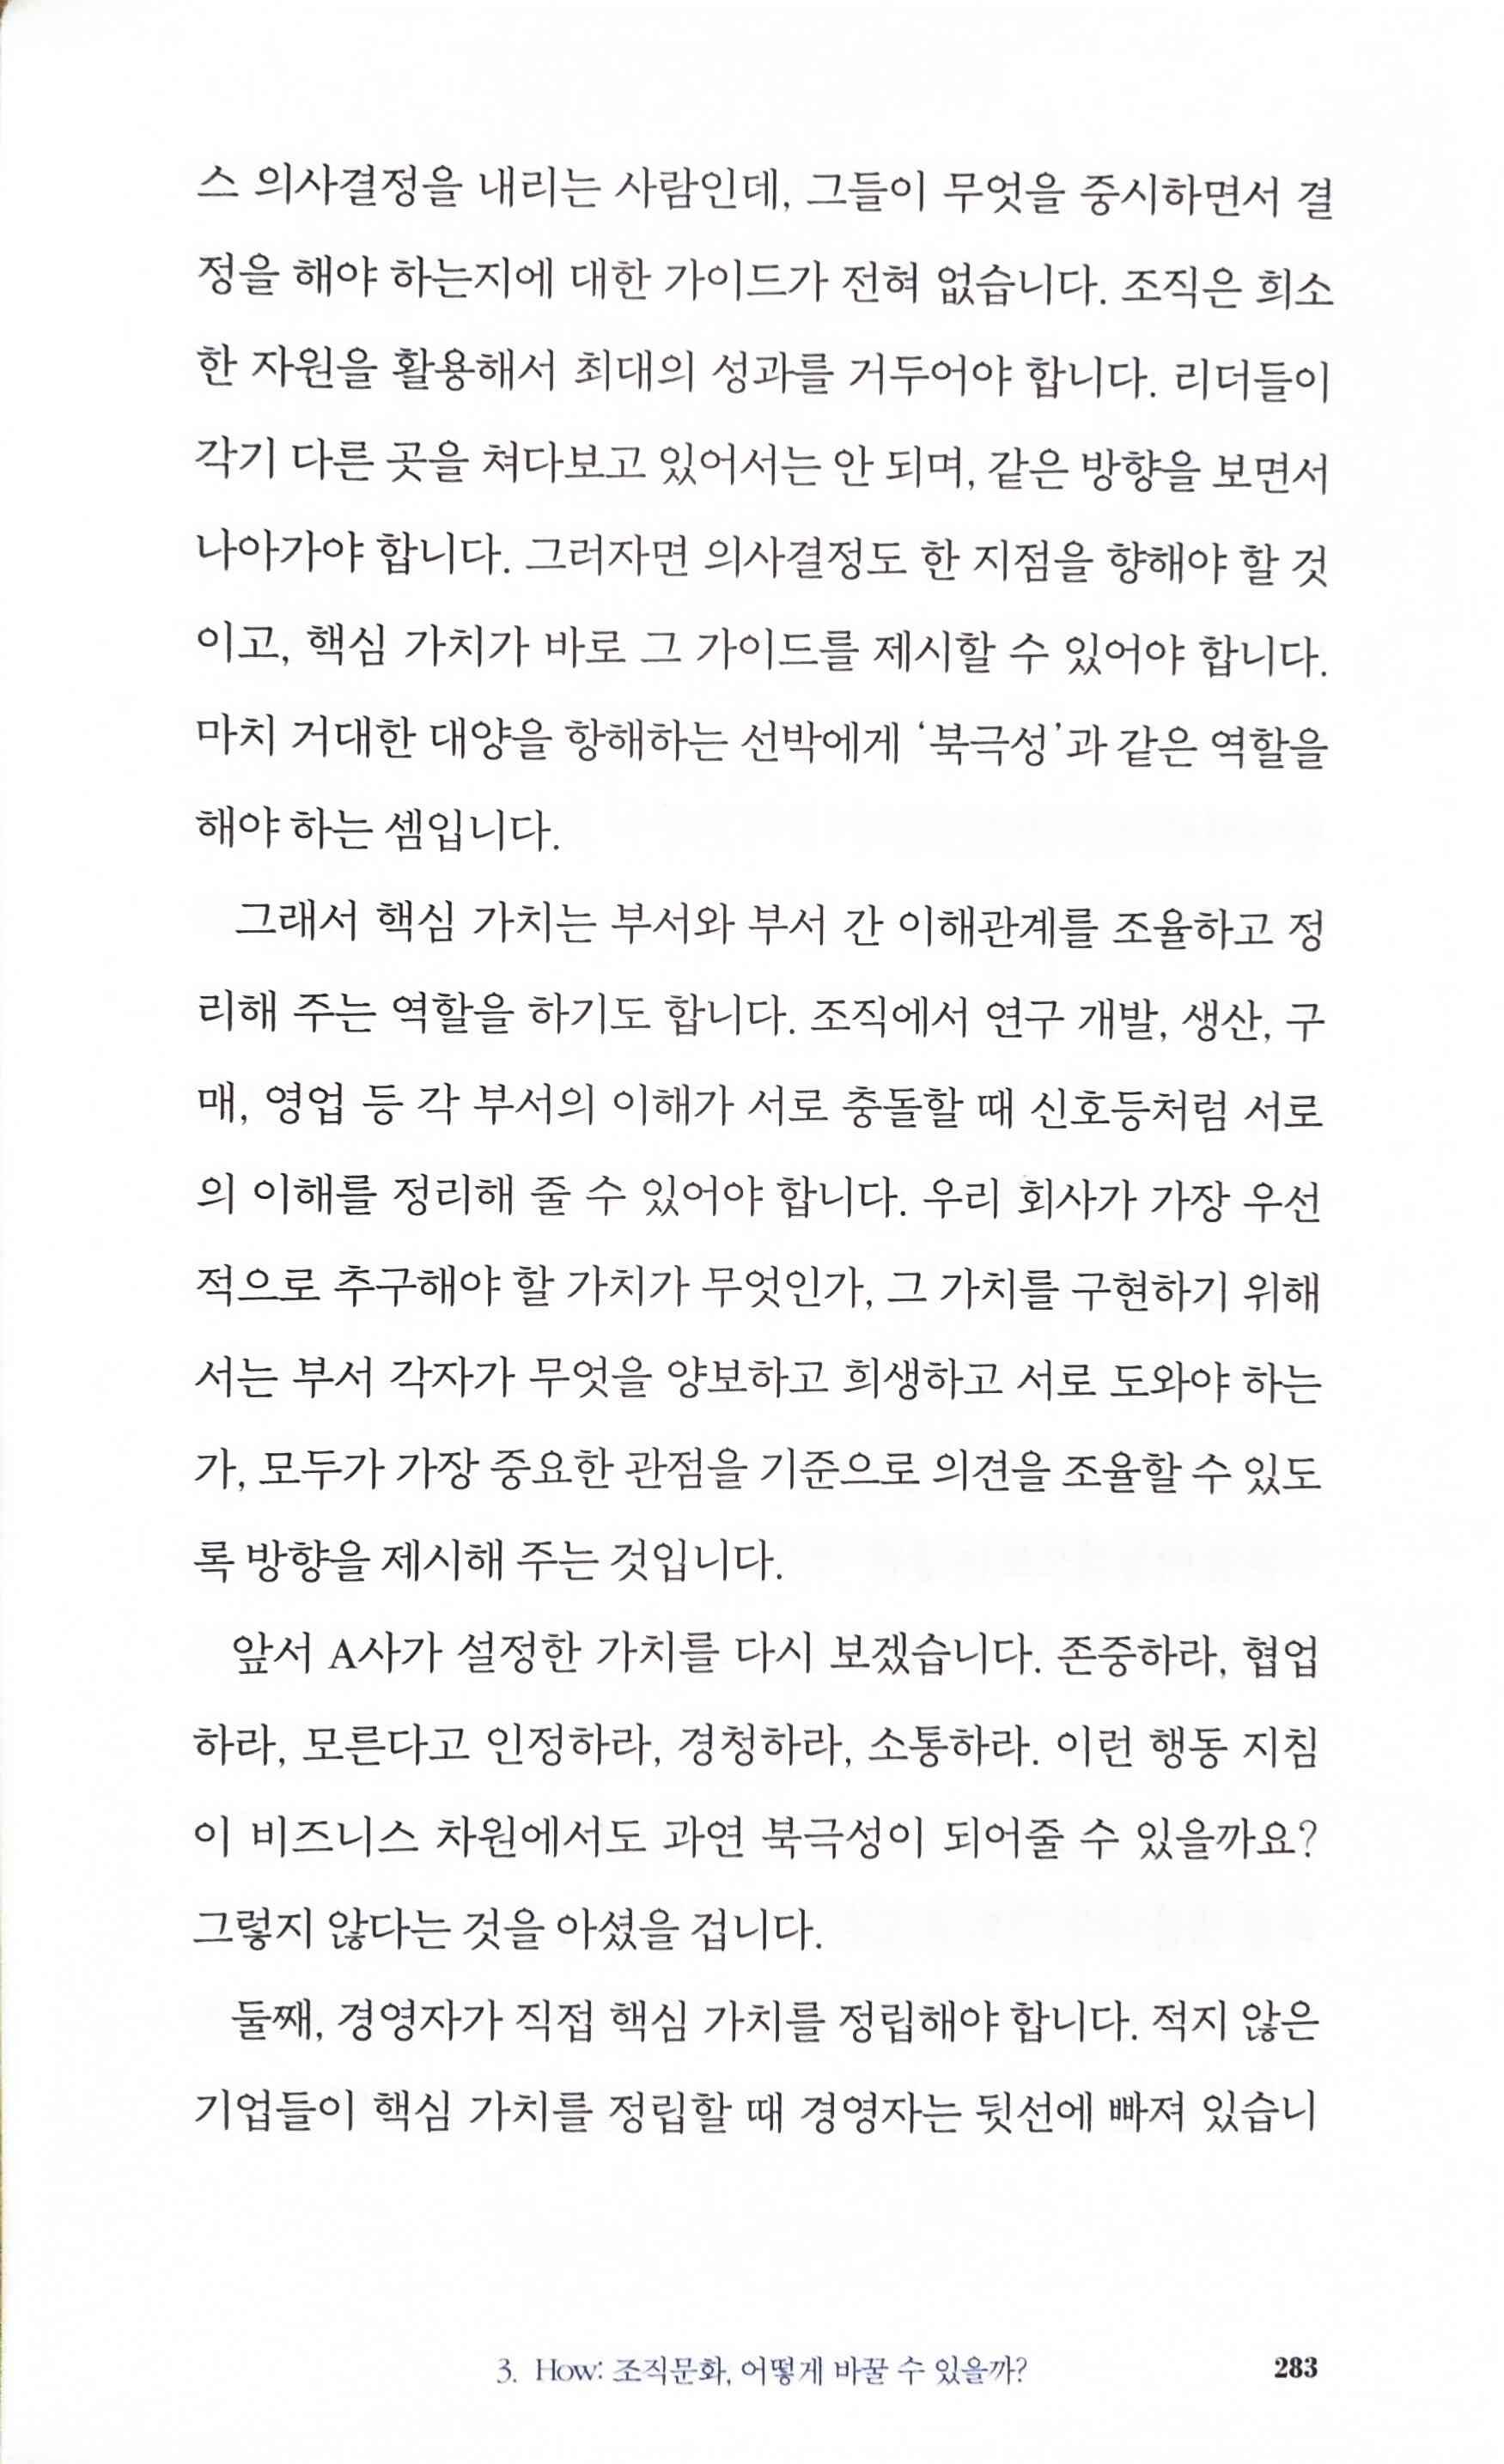 스 의사결정을 내리는 사람인데, 그들이 무엇을 중시하면서 결
정을 해야 하는지에 대한 가이드가 전혀 없습니다. 조직은 희소
한 자원을 활용해서 최대의 성과를 거두어야 합니다. 리더들이
각기 다른 곳을 쳐다보고 있어서는 안 되며, 같은 방향을 보면서
나아가야 합니다. 그러자면 의사결정도 한 지점을 향해야 할 것
이고, 핵심 가치가 바로 그 가이드를 제시할 수 있어야 합니다.
마치 거대한 대양을 항해하는 선박에게 ‘북극성’과 같은 역할을
해야 하는 셈입니다.
그래서 핵심 가치는 부서와 부서 간 이해관계를 조율하고 정
리해 주는 역할을 하기도 합니다. 조직에서 연구 개발, 생산, 구
매, 영업 등 각 부서의 이해가 서로 충돌할 때 신호등처럼 서로
의 이해를 정리해 줄 수 있어야 합니다. 우리 회사가 가장 우선
적으로 추구해야 할 가치가 무엇인가, 그 가치를 구현하기 위해
서는 부서 각자가 무엇을 양보하고 희생하고 서로 도와야 하는
가, 모두가 가장 중요한 관점을 기준으로 의견을 조율할 수 있도
록 방향을 제시해 주는 것입니다.
앞서 A사가 설정한 가치를 다시 보겠습니다. 존중하라, 협업
하라, 모른다고 인정하라, 경청하라, 소통하라. 이런 행동 지침
이 비즈니스 차원에서도 과연 북극성이 되어줄 수 있을까요?
그렇지 않다는 것을 아셨을 겁니다.
둘째, 경영자가 직접 핵심 가치를 정립해야 합니다. 적지 않은
기업들이 핵심 가치를 정립할 때 경영자는 뒷선에 빠져 있습니
3. How: 조직문화, 어떻게 바꿀 수 있을까? 283